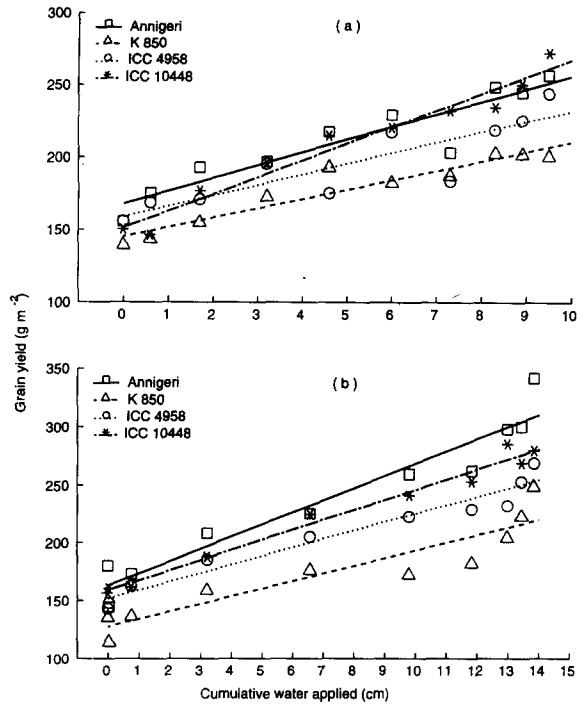 300
250
200
150
100
Annigeri
K 850
ICC 4958
ICC 10448
( a )
0 1 2 3 4 5 6 7 8 9 10
Grain yield (g m⁻²)
350
300
250
200
150
100
Annigeri
K 850
ICC 4958
ICC 10448
( b )
0 1 2 3 4 5 6 7 8 9 10 11 12 13 14 15
Cumulative water applied (cm)